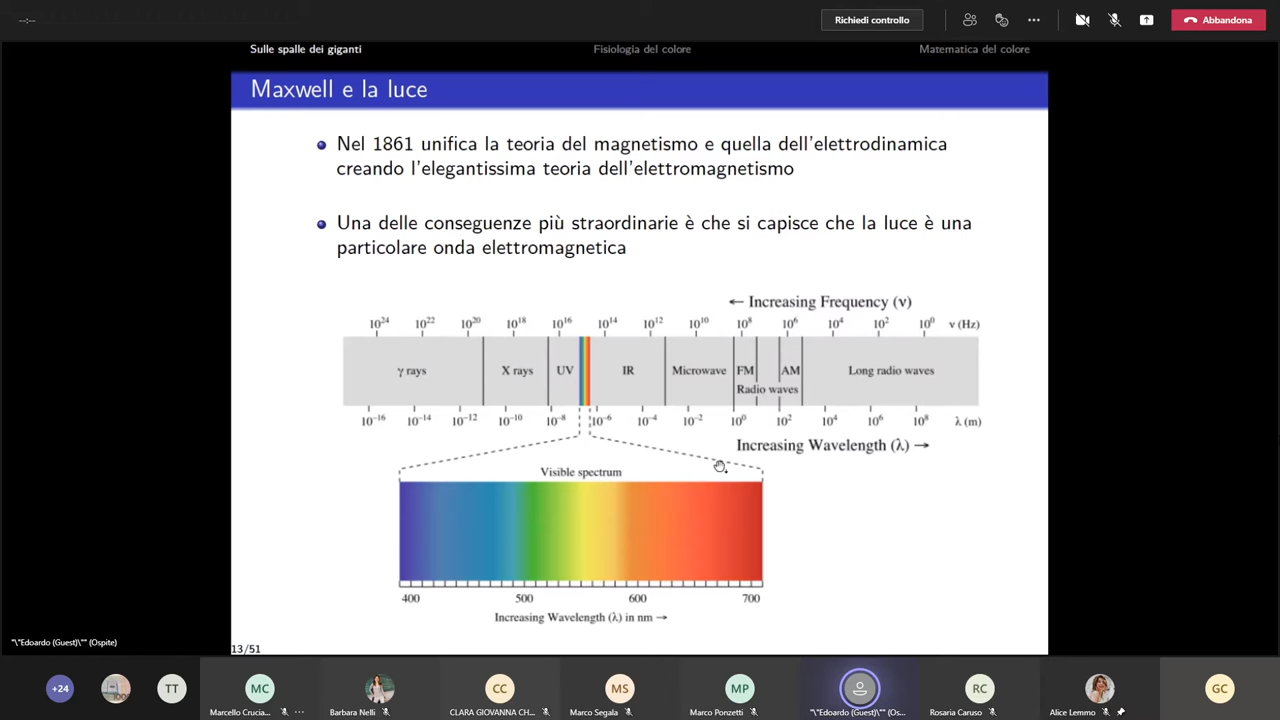 --:--
Richiedi controllo
Abbandona
Sulle spalle dei giganti
Fisiologia del colore
Matematica del colore
Maxwell e la luce
Nel 1861 unifica la teoria del magnetismo e quella dell'elettrodinamica
creando l'elegantissima teoria dell'elettromagnetismo
Una delle conseguenze più straordinarie è che si capisce che la luce è una
particolare onda elettromagnetica
← Increasing Frequency (ν)
10²⁴ 10²² 10²⁰ 10¹⁸ 10¹⁶ 10¹⁴ 10¹² 10¹⁰ 10⁸ 10⁶ 10⁴ 10² 10⁰ ν (Hz)
γ rays X rays UV IR Microwave FM AM Long radio waves
Radio waves
10⁻¹⁶ 10⁻¹⁴ 10⁻¹² 10⁻¹⁰ 10⁻⁸ 10⁻⁶ 10⁻⁴ 10⁻² 10⁰ 10² 10⁴ 10⁶ 10⁸ λ (m)
Increasing Wavelength (λ) →
Visible spectrum
400 500 600 700
Increasing Wavelength (λ) in nm →
"\"Edoardo (Guest)\"" (Ospite)
13/51
+24 TT MC CC MS MP RC GC
Marcello Crucia... Barbara Nelli CLARA GIOVANNA CH... Marco Segala Marco Ponzetti "\"Edoardo (Guest)\"" (Os... Rosaria Caruso Alice Lemmo